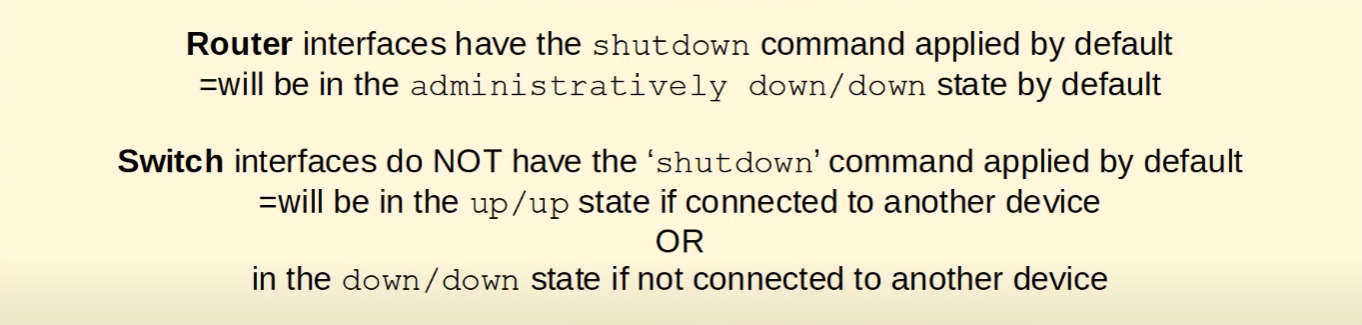 Router interfaces have the shutdown command applied by default
=will be in the administratively down/down state by default
Switch interfaces do NOT have the ‘shutdown’ command applied by default
=will be in the up/up state if connected to another device
OR
in the down/down state if not connected to another device